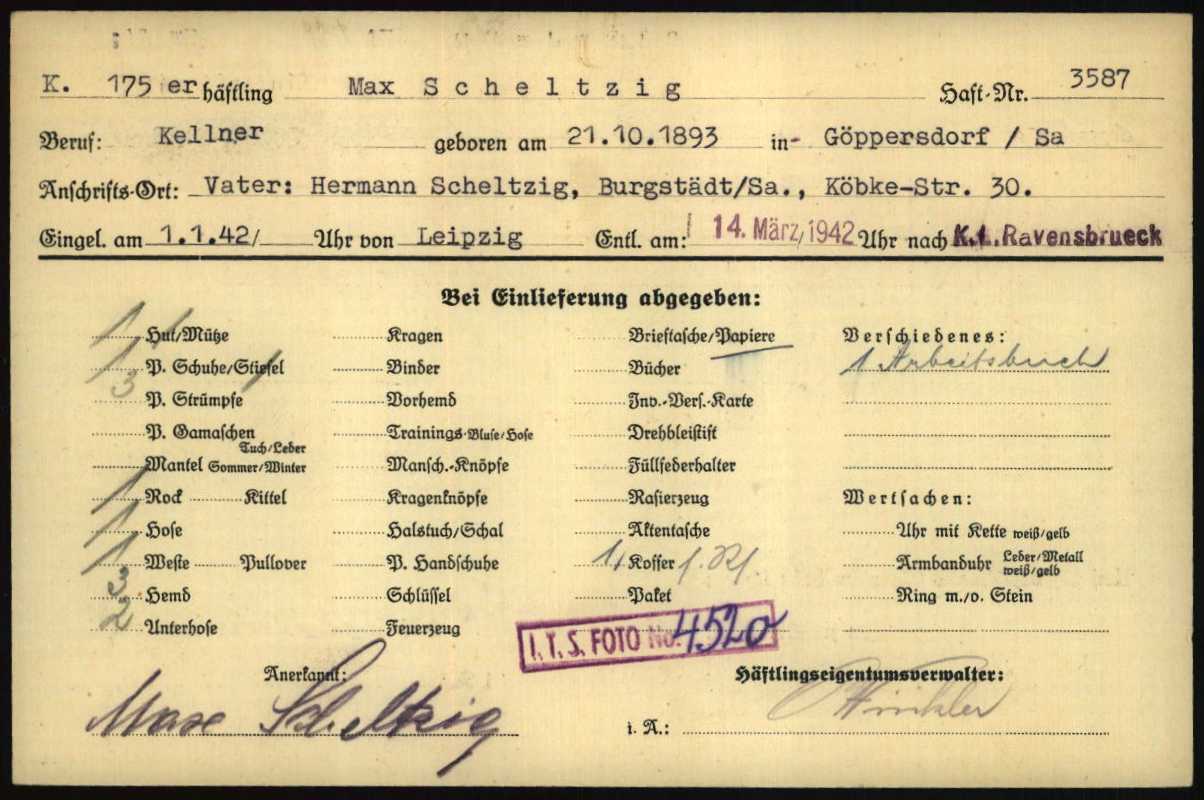 K. 175er häftling Max Scheltzig Haft-Nr. 3587
Beruf: Kellner geboren am 21.10.1893 in- Göppersdorf / Sa
Anschrifts-Ort: Vater: Hermann Scheltzig, Burgstädt/Sa., Köbke-Str. 30.
Eingel. am 1.1.42/ Uhr von Leipzig Entl. am: 14. März 1942 Uhr nach K.L. Ravensbrueck
Bei Einlieferung abgegeben:
1 Hut/Mütze Kragen Brieftasche/Papiere Verschiedenes:
1 P. Schuhe/Stiefel Binder Bücher 1 Arbeitsbuch
3 P. Strümpfe Vorhemd Inv.-Vers.-Karte
P. Gamaschen Tuch/Leder Trainings-Bluse/Hose Drehbleistift
Mantel Sommer/Winter Mansch.-Knöpfe Füllfederhalter
1 Rock Kittel Kragenknöpfe Rasierzeug Wertsachen:
1 Hose Halstuch/Schal Aktentasche Uhr mit Kette weiß/gelb
1 Weste Pullover P. Handschuhe 1 Koffer Armbanduhr Leder/Metall weiß/gelb
3 Hemd Schlüssel Paket Ring m./o. Stein
2 Unterhose Feuerzeug
I.T.S. FOTO No. 4520
Anerkannt: Häftlingseigentumsverwalter:
Max Scheltzig i. A.: Winkler